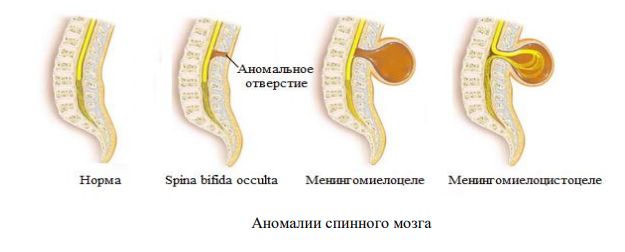 Аномальное
отверстие
Норма
Spina bifida occulta
Менингомиелоцеле
Менингомиелоцистоцеле
Аномалии спинного мозга